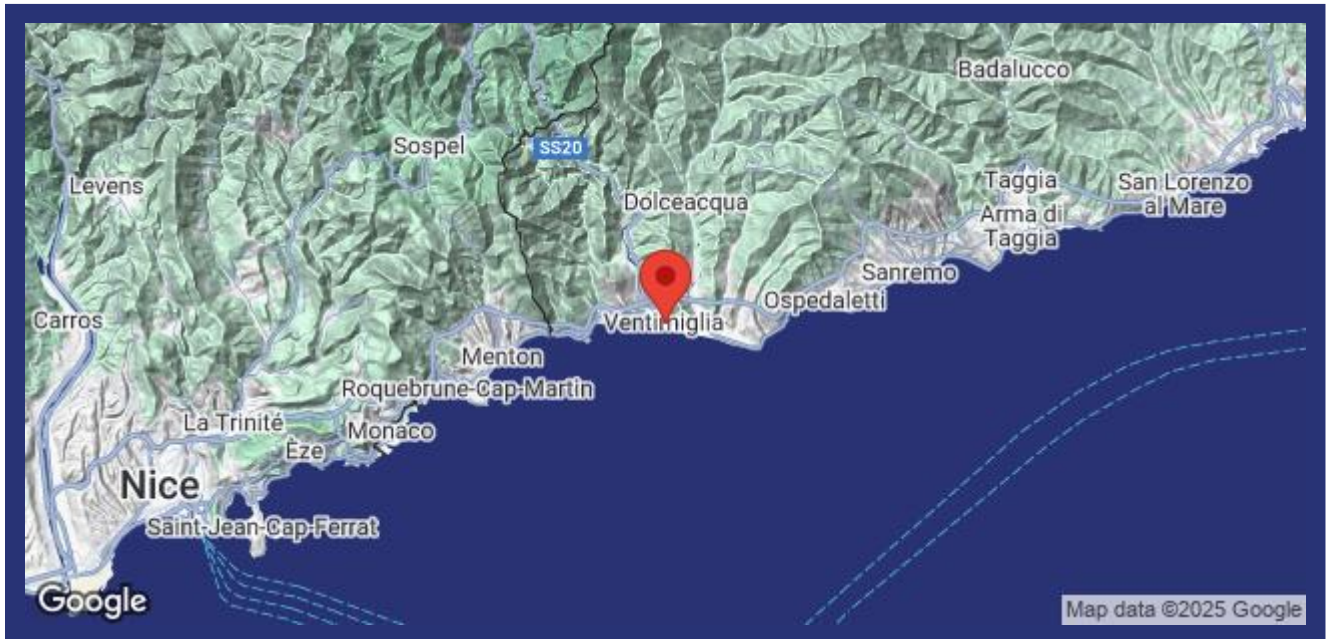 Badalucco
Sospel
SS20
Levens
Taggia
San Lorenzo
al Mare
Dolceacqua
Arma di
Taggia
Sanremo
Ospedaletti
Carros
Ventimiglia
Menton
Roquebrune-Cap-Martin
La Trinité
Monaco
Èze
Nice
Saint-Jean-Cap-Ferrat
Google
Map data ©2025 Google